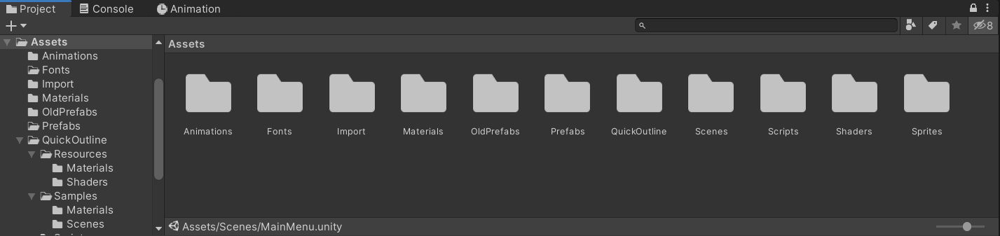 Project Console Animation
8
Assets
Animations
Fonts
Import
Materials
OldPrefabs
Prefabs
QuickOutline
Resources
Materials
Shaders
Samples
Materials
Scenes
Assets
Animations Fonts Import Materials OldPrefabs Prefabs QuickOutline Scenes Scripts Shaders Sprites
Assets/Scenes/MainMenu.unity